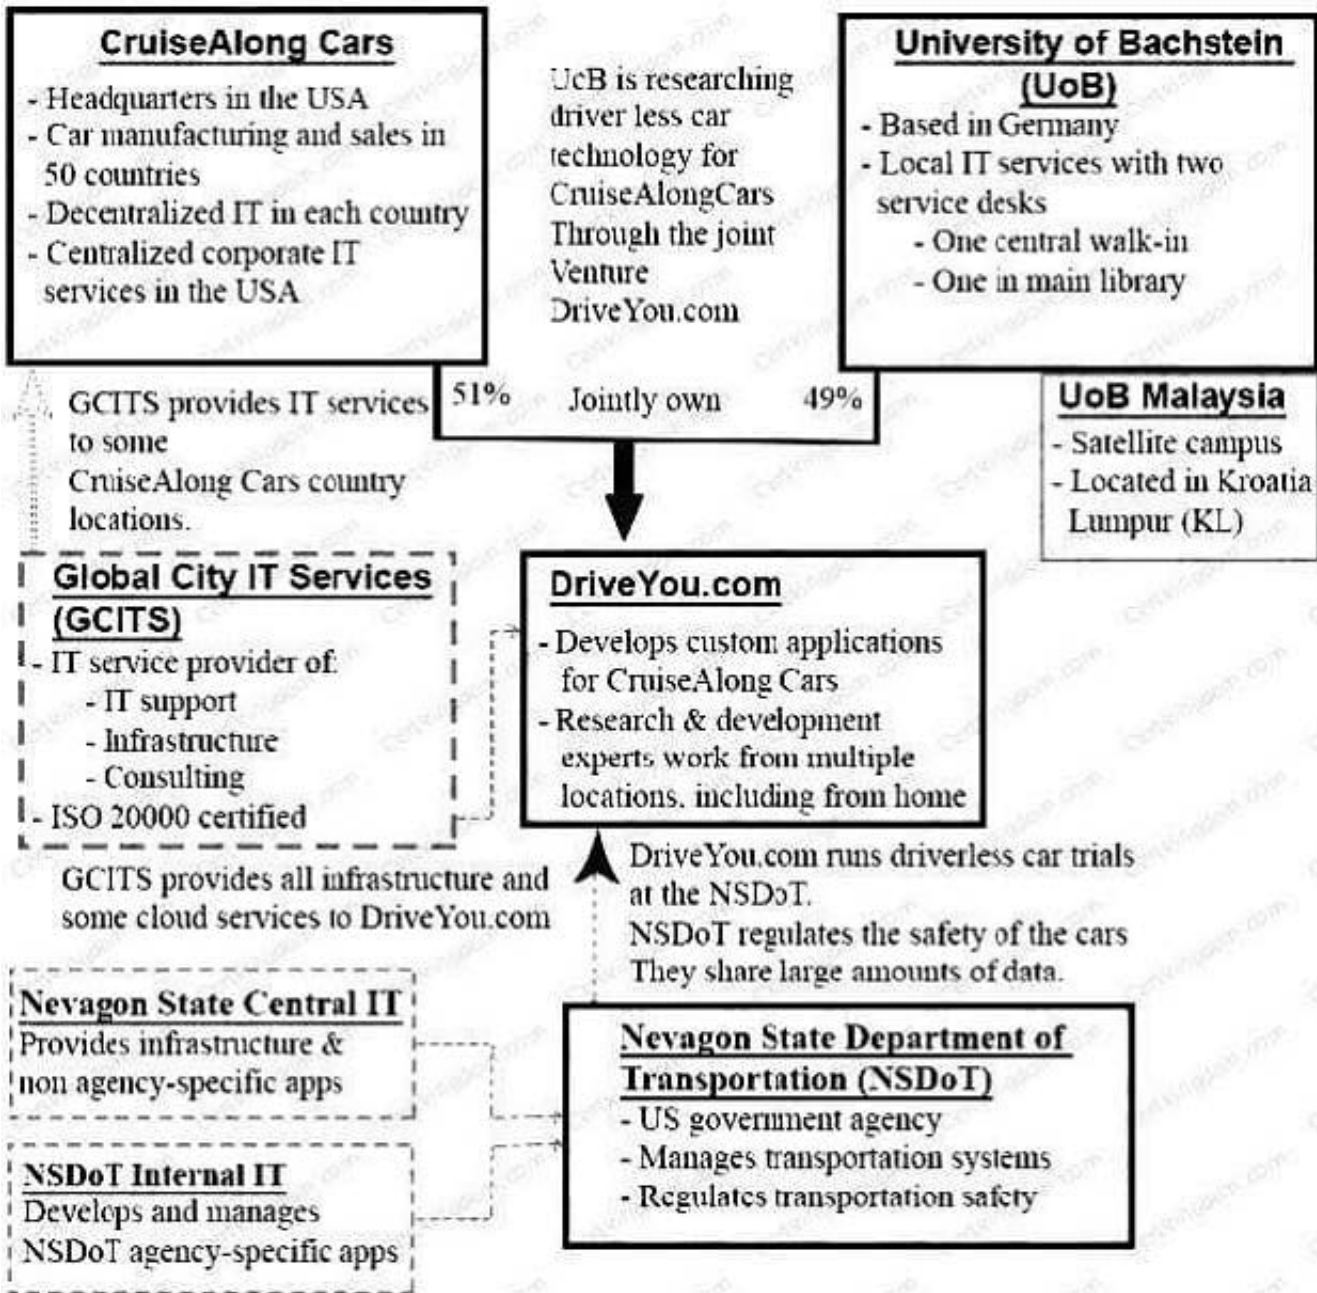 CruiseAlong Cars
- Headquarters in the USA
- Car manufacturing and sales in
50 countries
- Decentralized IT in each country
- Centralized corporate IT
services in the USA
UoB is researching
driver less car
technology for
CruiseAlongCars
Through the joint
Venture
DriveYou.com
University of Bachstein
(UoB)
- Based in Germany
- Local IT services with two
service desks
- One central walk-in
- One in main library
51% Jointly own 49%
UoB Malaysia
- Satellite campus
- Located in Kroatia
Lumpur (KL)
GCITS provides IT services
to some
CruiseAlong Cars country
locations.
Global City IT Services
(GCITS)
- IT service provider of:
- IT support
- Infrastructure
- Consulting
- ISO 20000 certified
DriveYou.com
- Develops custom applications
for CruiseAlong Cars
- Research & development
experts work from multiple
locations, including from home
GCITS provides all infrastructure and
some cloud services to DriveYou.com
DriveYou.com runs driverless car trials
at the NSDoT.
NSDoT regulates the safety of the cars
They share large amounts of data.
Nevagon State Central IT
Provides infrastructure &
non agency-specific apps
NSDoT Internal IT
Develops and manages
NSDoT agency-specific apps
Nevagon State Department of
Transportation (NSDoT)
- US government agency
- Manages transportation systems
- Regulates transportation safety